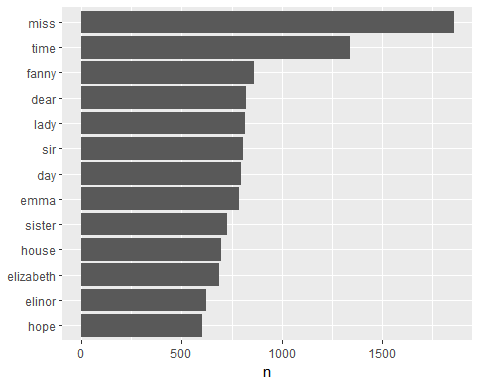 miss
time
fanny
dear
lady
sir
day
emma
sister
house
elizabeth
elinor
hope
0 500 1000 1500
n